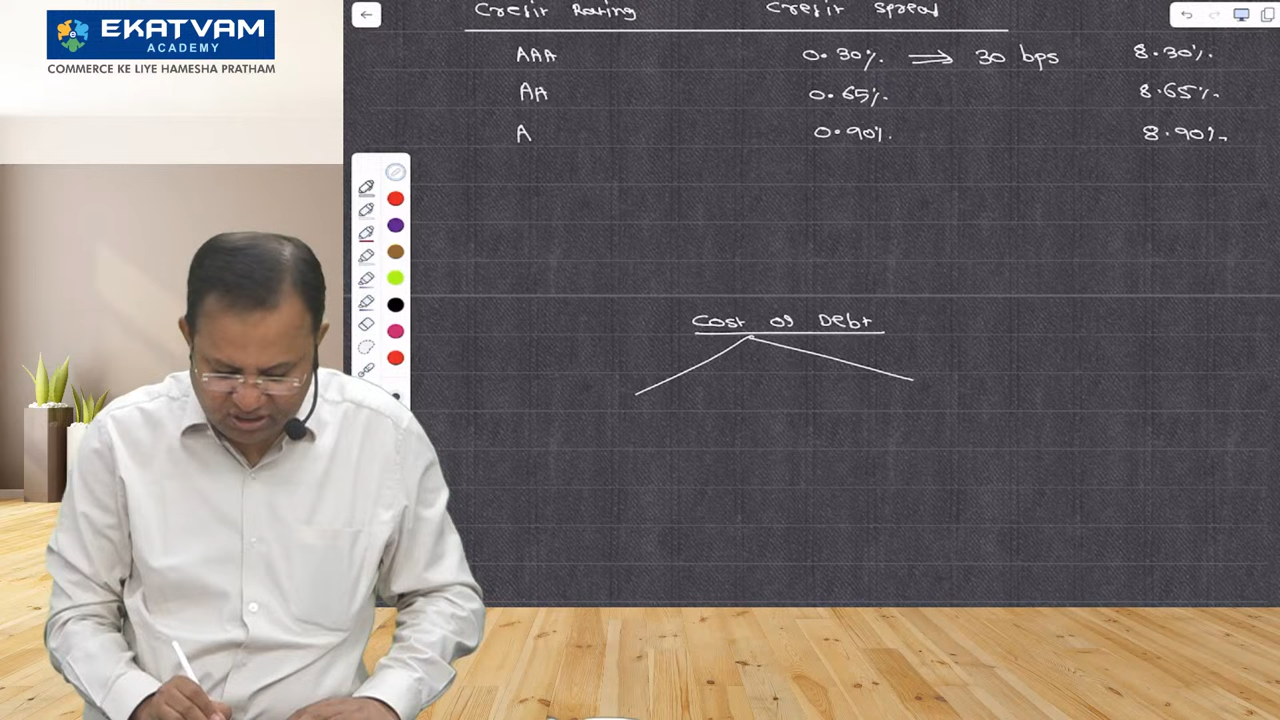 EKATVAM
ACADEMY
COMMERCE KE LIYE HAMESHA PRATHAM
Credit Rating Credit Spread
AAA 0.30%. ⇒ 30 bps 8.30%.
AA 0.65%. 8.65%.
A 0.90%. 8.90%.
Cost of Debt